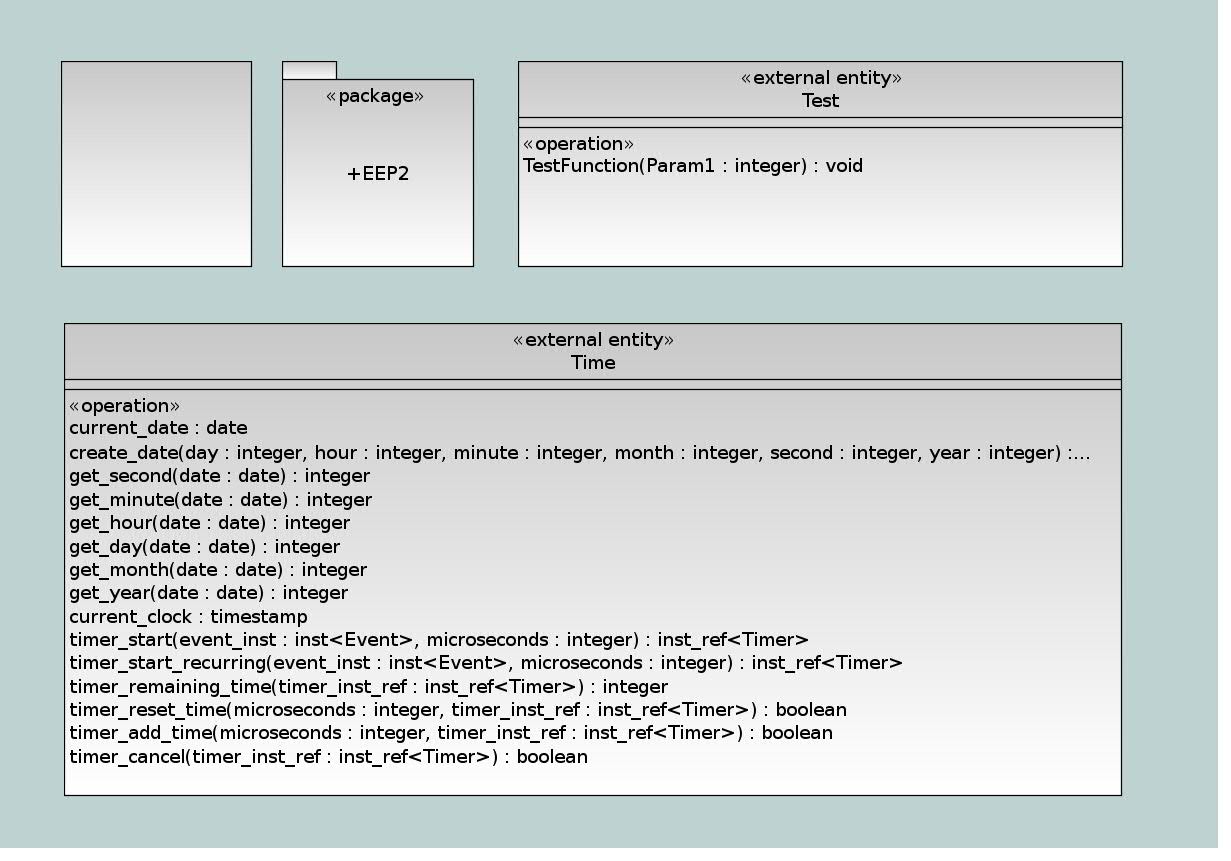 «package»
+EEP2
«external entity»
Test
«operation»
TestFunction(Param1 : integer) : void
«external entity»
Time
«operation»
current_date : date
create_date(day : integer, hour : integer, minute : integer, month : integer, second : integer, year : integer) :...
get_second(date : date) : integer
get_minute(date : date) : integer
get_hour(date : date) : integer
get_day(date : date) : integer
get_month(date : date) : integer
get_year(date : date) : integer
current_clock : timestamp
timer_start(event_inst : inst<Event>, microseconds : integer) : inst_ref<Timer>
timer_start_recurring(event_inst : inst<Event>, microseconds : integer) : inst_ref<Timer>
timer_remaining_time(timer_inst_ref : inst_ref<Timer>) : integer
timer_reset_time(microseconds : integer, timer_inst_ref : inst_ref<Timer>) : boolean
timer_add_time(microseconds : integer, timer_inst_ref : inst_ref<Timer>) : boolean
timer_cancel(timer_inst_ref : inst_ref<Timer>) : boolean